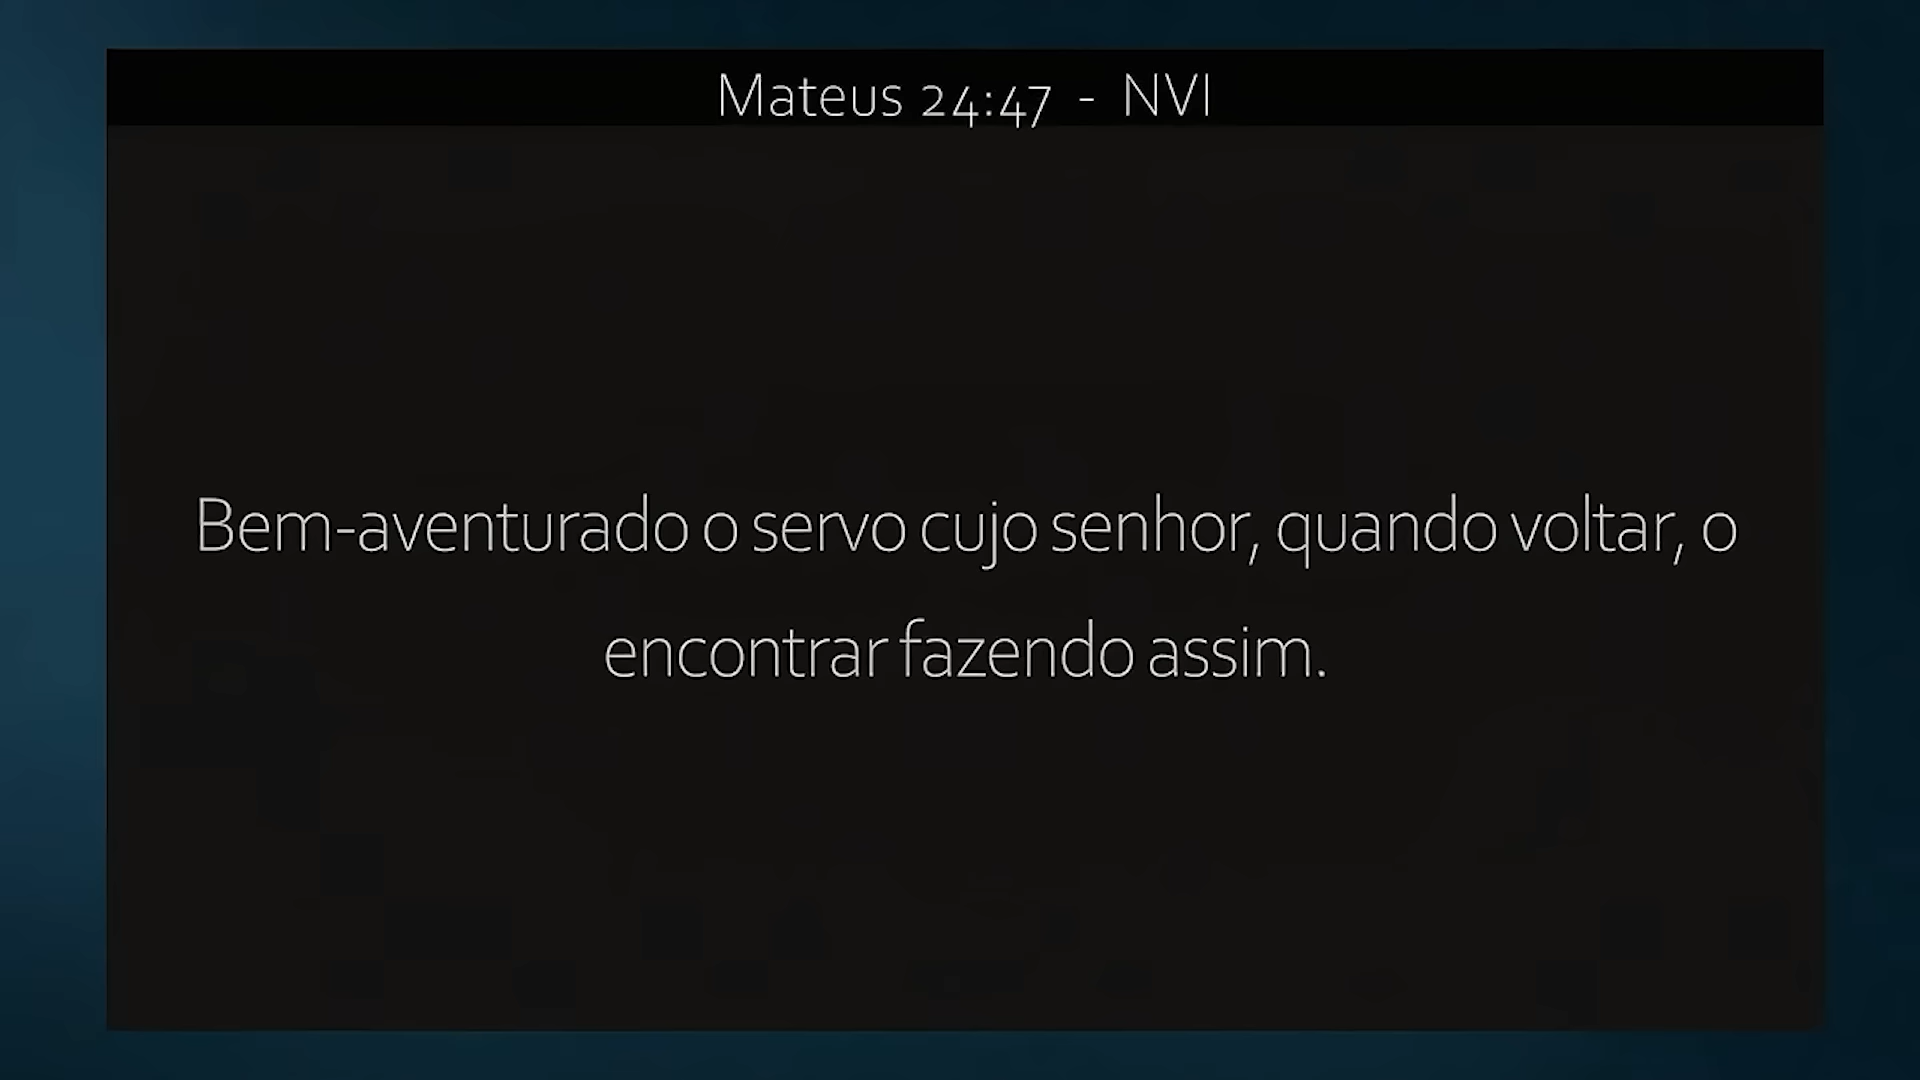 Mateus 24:47 - NVI
Bem-aventurado o servo cujo senhor, quando voltar, o
encontrar fazendo assim.